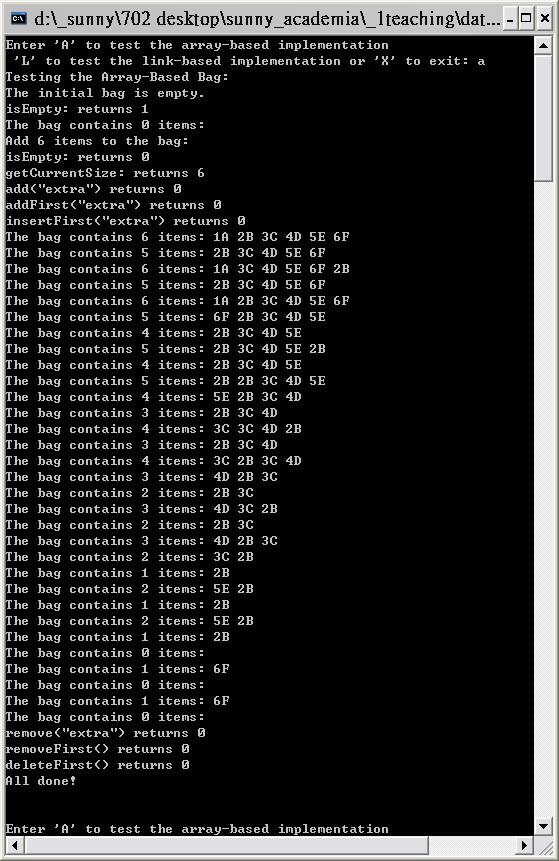 d:\_sunny\702 desktop\sunny_academia\_1teaching\dat...
Enter 'A' to test the array-based implementation
'L' to test the link-based implementation or 'X' to exit: a
Testing the Array-Based Bag:
The initial bag is empty.
isEmpty: returns 1
The bag contains 0 items:
Add 6 items to the bag:
isEmpty: returns 0
getCurrentSize: returns 6
add("extra") returns 0
addFirst("extra") returns 0
insertFirst("extra") returns 0
The bag contains 6 items: 1A 2B 3C 4D 5E 6F
The bag contains 5 items: 2B 3C 4D 5E 6F
The bag contains 6 items: 1A 3C 4D 5E 6F 2B
The bag contains 5 items: 2B 3C 4D 5E 6F
The bag contains 6 items: 1A 2B 3C 4D 5E 6F
The bag contains 5 items: 6F 2B 3C 4D 5E
The bag contains 4 items: 2B 3C 4D 5E
The bag contains 5 items: 2B 3C 4D 5E 2B
The bag contains 4 items: 2B 3C 4D 5E
The bag contains 5 items: 2B 2B 3C 4D 5E
The bag contains 4 items: 5E 2B 3C 4D
The bag contains 3 items: 2B 3C 4D
The bag contains 4 items: 3C 3C 4D 2B
The bag contains 3 items: 2B 3C 4D
The bag contains 4 items: 3C 2B 3C 4D
The bag contains 3 items: 4D 2B 3C
The bag contains 2 items: 2B 3C
The bag contains 3 items: 4D 3C 2B
The bag contains 2 items: 2B 3C
The bag contains 3 items: 4D 2B 3C
The bag contains 2 items: 3C 2B
The bag contains 1 items: 2B
The bag contains 2 items: 5E 2B
The bag contains 1 items: 2B
The bag contains 2 items: 5E 2B
The bag contains 1 items: 2B
The bag contains 0 items:
The bag contains 1 items: 6F
The bag contains 0 items:
The bag contains 1 items: 6F
The bag contains 0 items:
remove("extra") returns 0
removeFirst() returns 0
deleteFirst() returns 0
All done!
Enter 'A' to test the array-based implementation